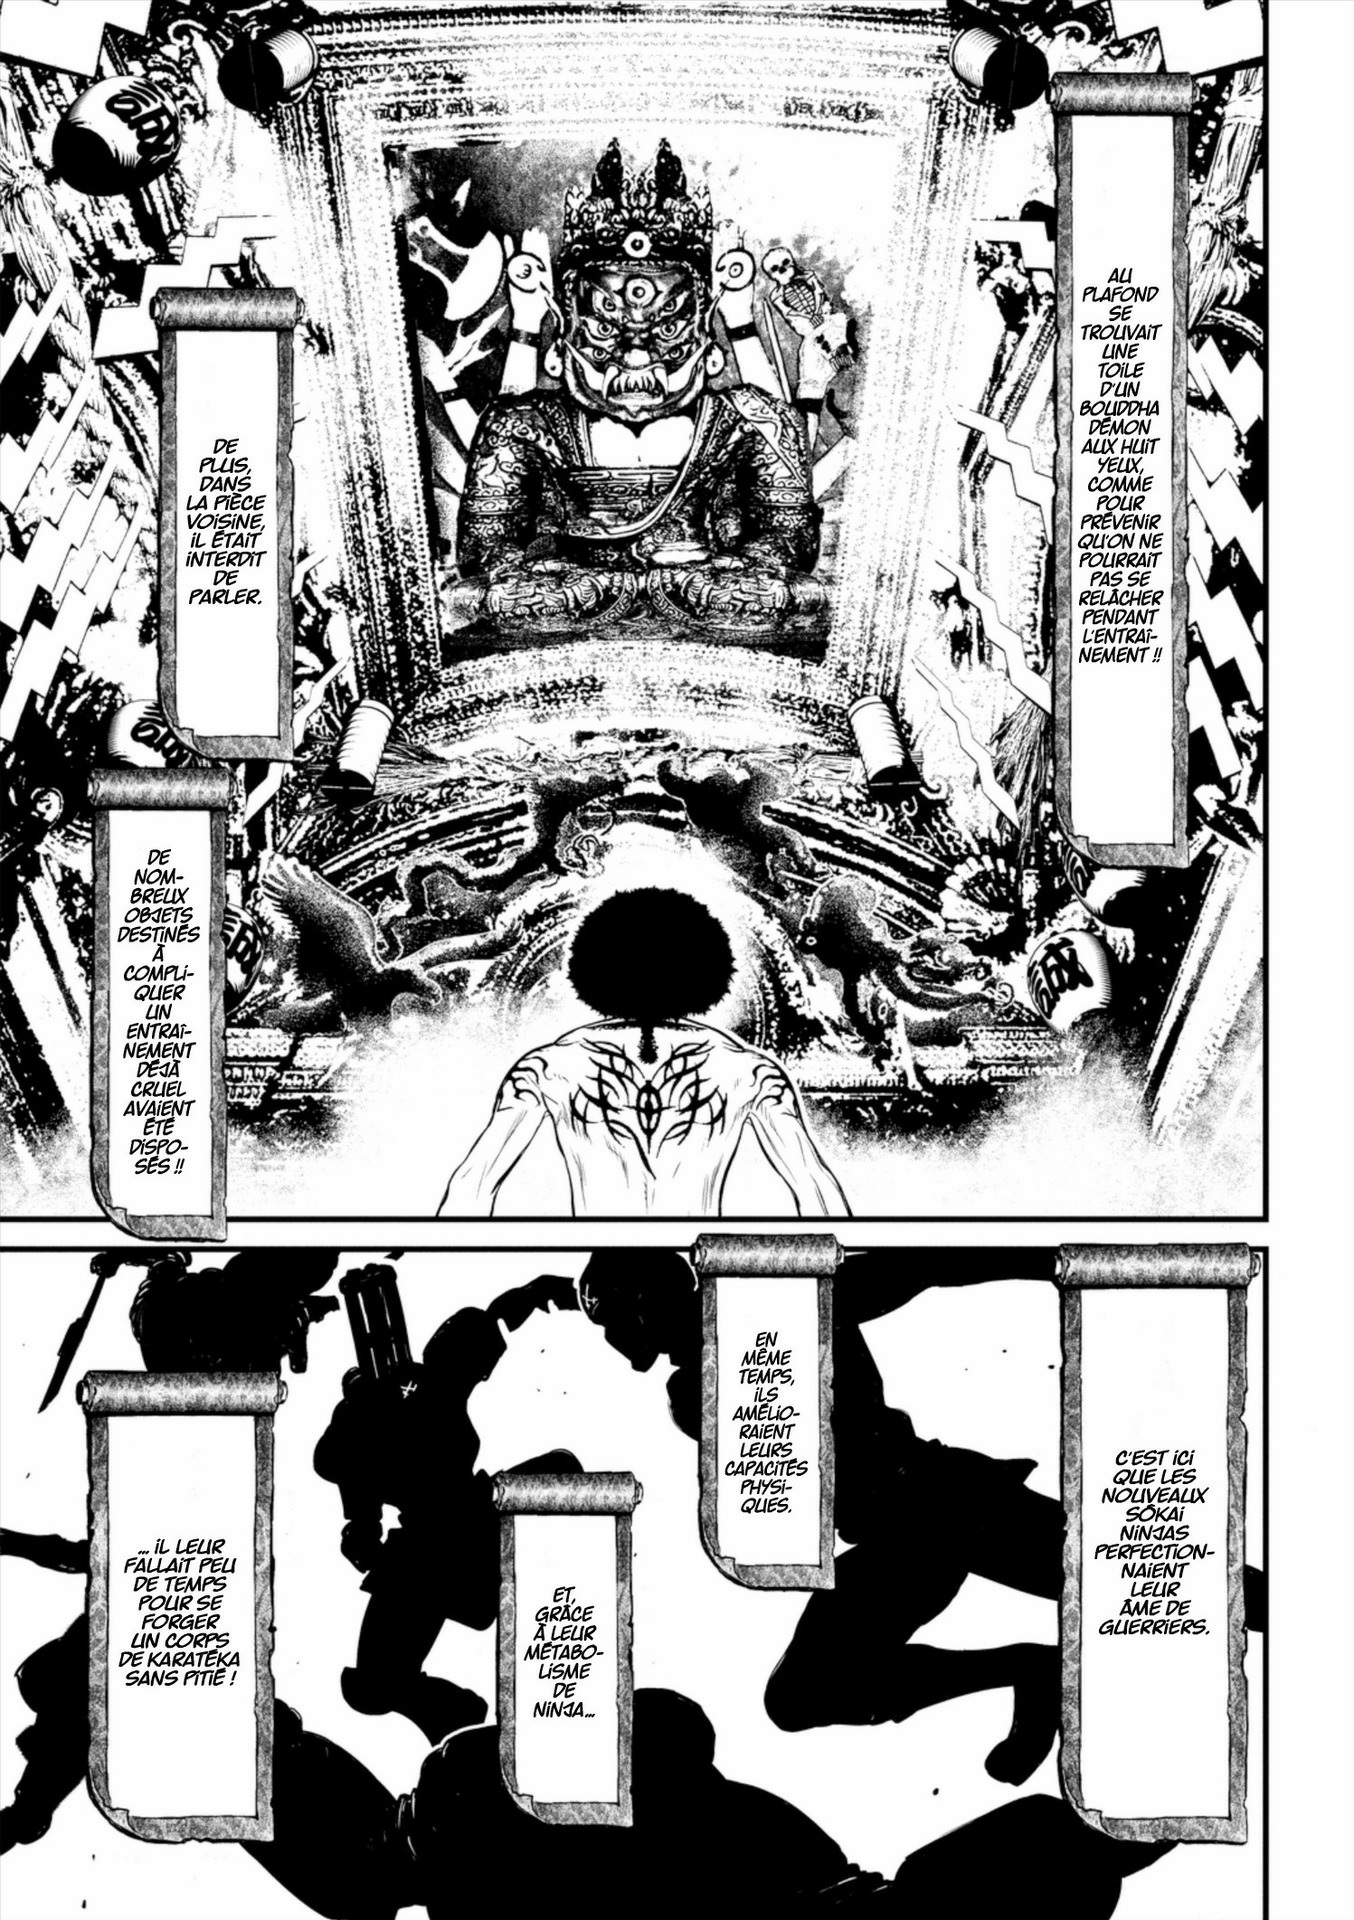 AU
PLAFOND
SE
TROUVAIT
UNE
TOILE
D'UN
BOUDDHA
DÉMON
AUX HUIT
YEUX,
COMME
POUR
PRÉVENIR
QU'ON NE
POURRAIT
PAS SE
RELÂCHER
PENDANT
L'ENTRAÎ-
NEMENT !!
DE
PLUS,
DANS
LA PIÈCE
VOISINE,
IL ÉTAIT
INTERDIT
DE
PARLER.
DE
NOM-
BREUX
OBJETS
DESTINÉS
À
COMPLI-
QUER
UN
ENTRAÎ-
NEMENT
DÉJÀ
CRUEL
AVAIENT
ÉTÉ
DISPO-
SÉS !!
C'EST ICI
QUE LES
NOUVEAUX
SÔKAI
NINJAS
PERFECTION-
NAIENT
LEUR
ÂME DE
GUERRIERS.
EN
MÊME
TEMPS,
ILS
AMÉLIO-
RAIENT
LEURS
CAPACITÉS
PHYSI-
QUES.
ET,
GRÂCE
À LEUR
MÉTABO-
LISME
DE
NINJA...
... IL LEUR
FALLAIT PEU
DE TEMPS
POUR SE
FORGER
UN CORPS
DE KARATÉKA
SANS PITIÉ !